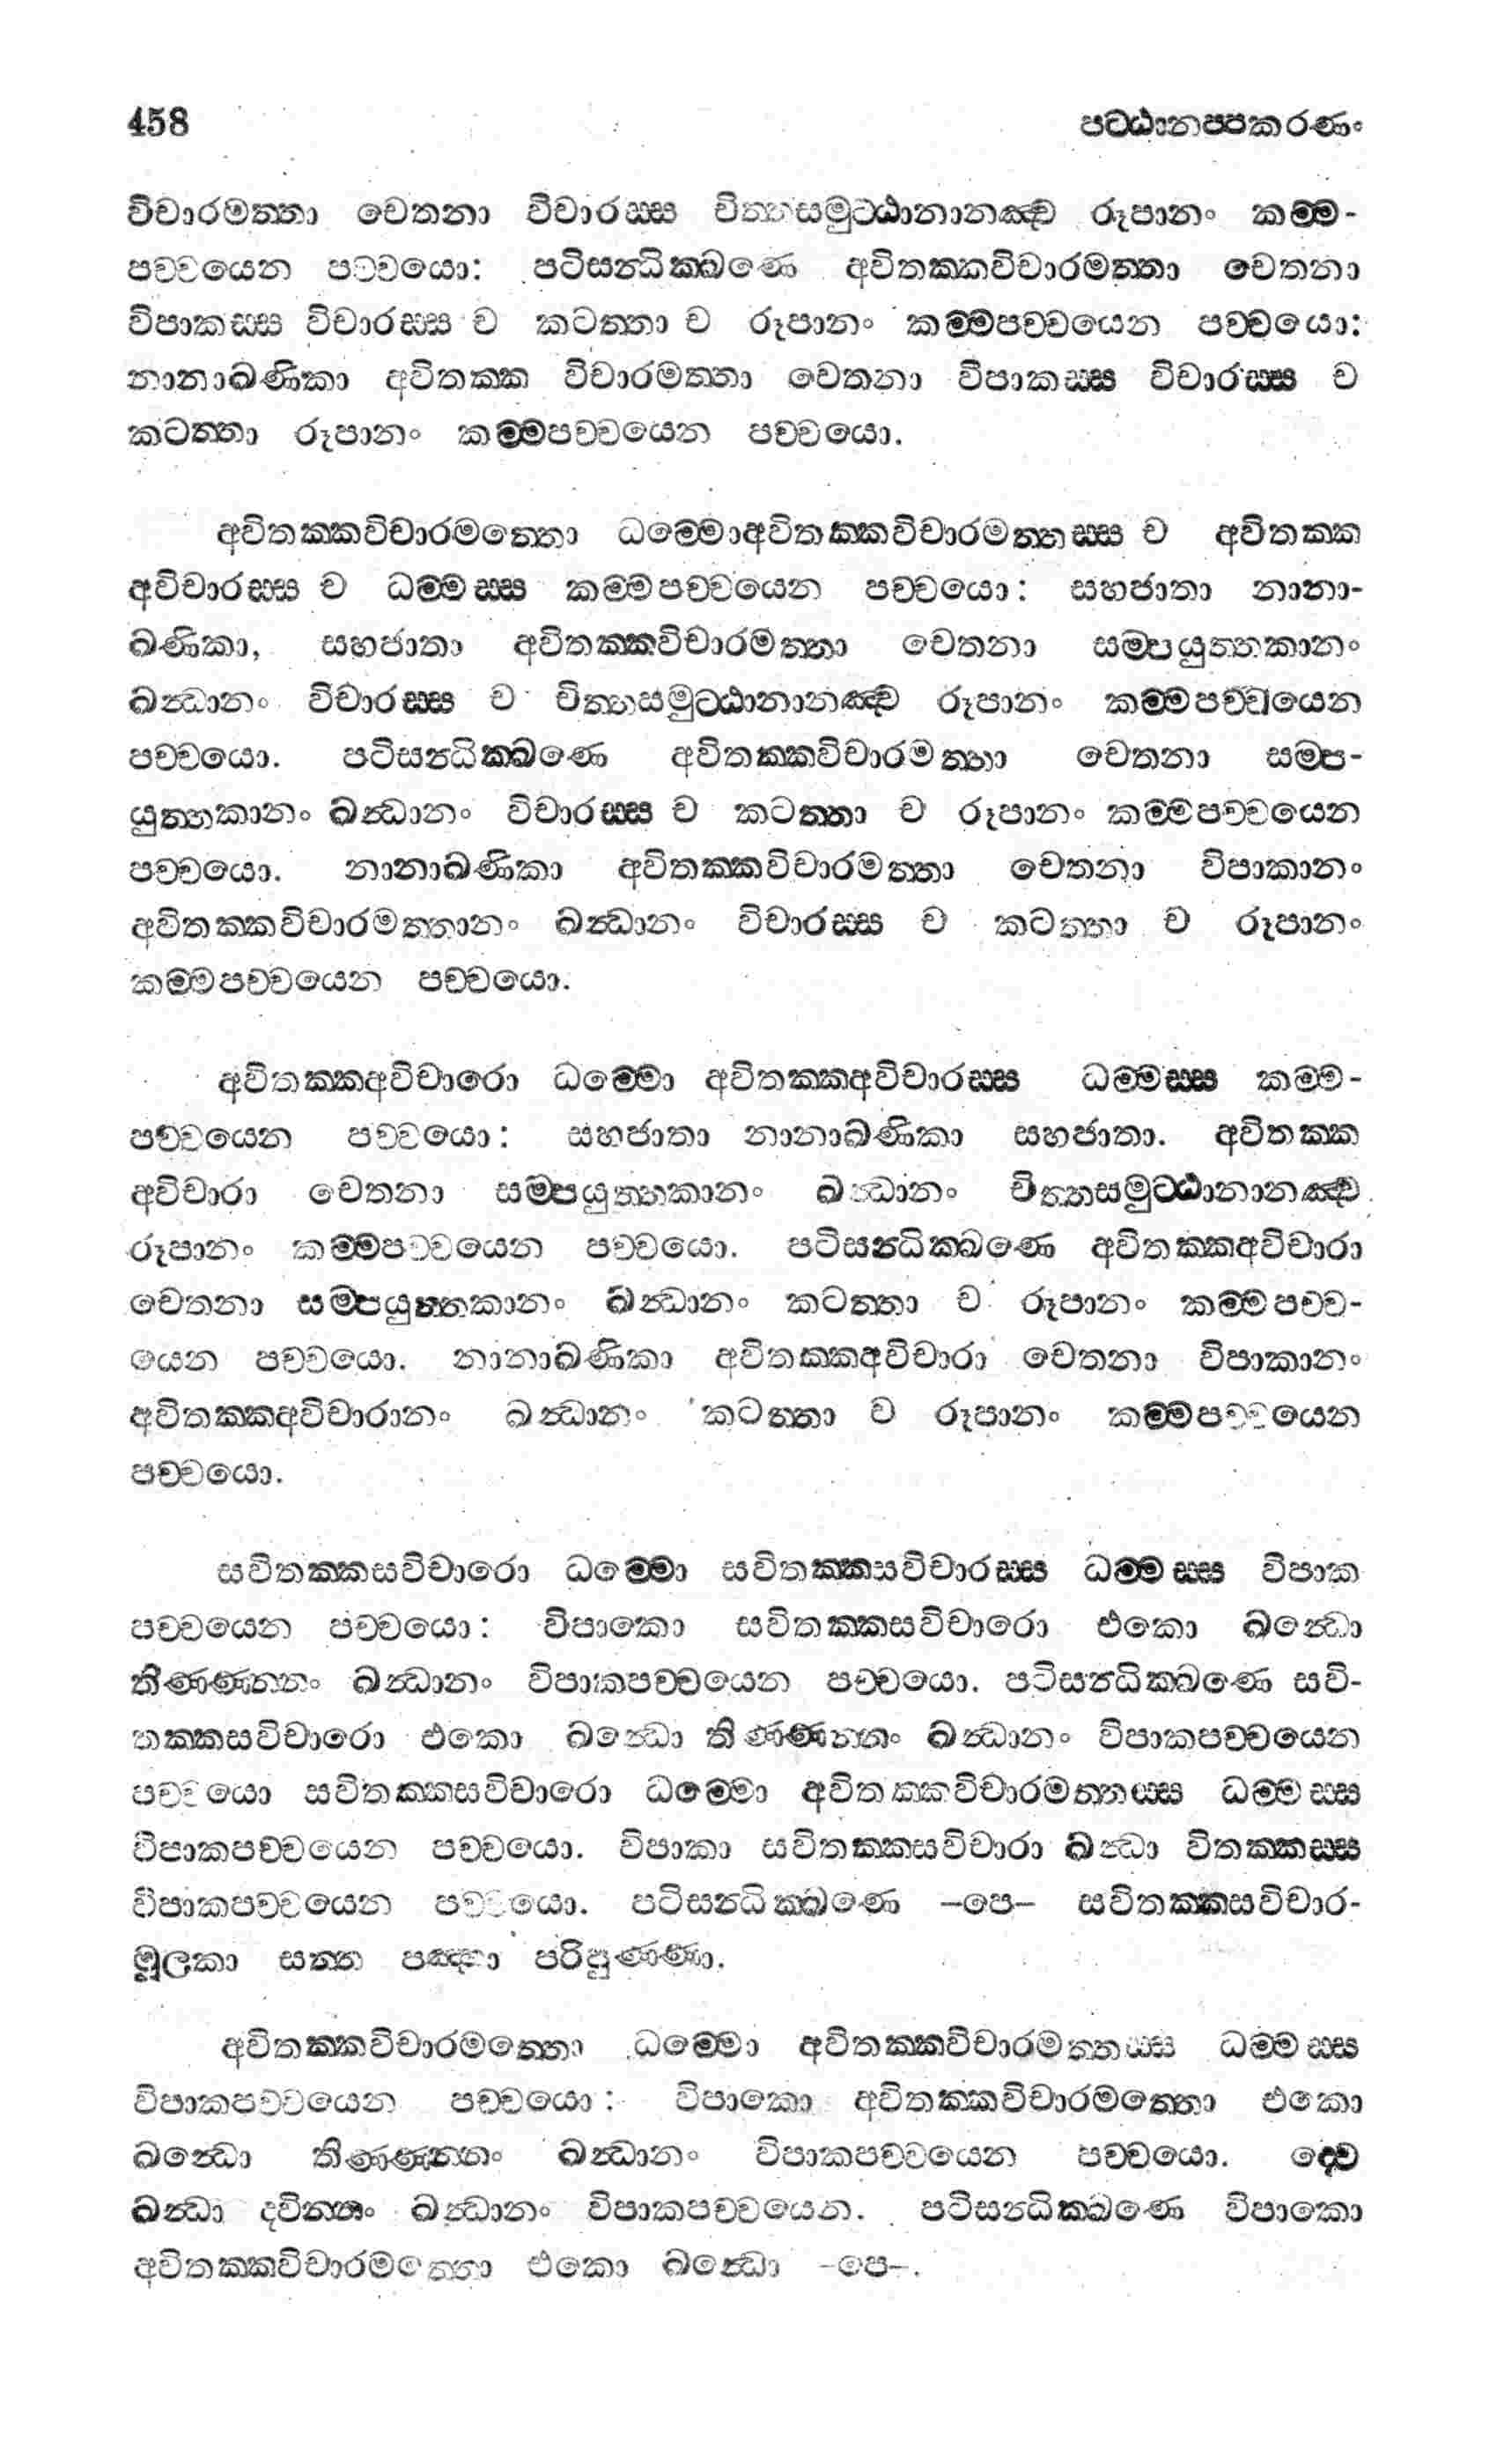 458 පට්ඨානප්පකරණං
විචාරමත්තා චෙතනා විචාරස්ස චිත්තසමුට්ඨානානඤ්ච රූපානං කම්ම-
පච්චයෙන පච්චයො: පටිසන්ධික්ඛණෙ අවිතක්කවිචාරමත්තා චෙතනා
විපාකස්ස විචාරස්ස ච කටත්තා ච රූපානං කම්මපච්චයෙන පච්චයො:
නානාඛණිකා අවිතක්ක විචාරමත්තා චෙතනා විපාකස්ස විචාරස්ස ච
කටත්තා රූපානං කම්මපච්චයෙන පච්චයො.
අවිතක්කවිචාරමත්තො ධම්මොඅවිතක්කවිචාරමත්තස්ස ච අවිතක්ක
අවිචාරස්ස ච ධම්මස්ස කම්මපච්චයෙන පච්චයො: සහජාතා නානා-
ඛණිකා, සහජාතා අවිතක්කවිචාරමත්තා චෙතනා සම්පයුත්තකානං
ඛන්ධානං විචාරස්ස ච චිත්තසමුට්ඨානානඤ්ච රූපානං කම්මපච්චයෙන
පච්චයො. පටිසන්ධික්ඛණෙ අවිතක්කවිචාරමත්තා චෙතනා සම්ප-
යුත්තකානං ඛන්ධානං විචාරස්ස ච කටත්තා ච රූපානං කම්මපච්චයෙන
පච්චයො. නානාඛණිකා අවිතක්කවිචාරමත්තා චෙතනා විපාකානං
අවිතක්කවිචාරමත්තානං ඛන්ධානං විචාරස්ස ච කටත්තා ච රූපානං
කම්මපච්චයෙන පච්චයො.
අවිතක්කඅවිචාරො ධම්මො අවිතක්කඅවිචාරස්ස ධම්මස්ස කම්ම-
පච්චයෙන පච්චයො: සහජාතා නානාඛණිකා සහජාතා. අවිතක්ක
අවිචාරා චෙතනා සම්පයුත්තකානං ඛන්ධානං චිත්තසමුට්ඨානානඤ්ච
රූපානං කම්මපච්චයෙන පච්චයො. පටිසන්ධික්ඛණෙ අවිතක්කඅවිචාරා
චෙතනා සම්පයුත්තකානං ඛන්ධානං කටත්තා ච රූපානං කම්මපච්ච-
යෙන පච්චයො. නානාඛණිකා අවිතක්කඅවිචාරා චෙතනා විපාකානං
අවිතක්කඅවිචාරානං ඛන්ධානං කටත්තා ච රූපානං කම්මපච්චයෙන
පච්චයො.
සවිතක්කසවිචාරො ධම්මො සවිතක්කසවිචාරස්ස ධම්මස්ස විපාක
පච්චයෙන පච්චයො: විපාකො සවිතක්කසවිචාරො එකො ඛන්ධො
තිණ්ණන්නං ඛන්ධානං විපාකපච්චයෙන පච්චයො. පටිසන්ධික්ඛණෙ සවි-
තක්කසවිචාරො එකො ඛන්ධො තිණ්ණන්නං ඛන්ධානං විපාකපච්චයෙන
පච්චයො සවිතක්කසවිචාරො ධම්මො අවිතක්කවිචාරමත්තස්ස ධම්මස්ස
විපාකපච්චයෙන පච්චයො. විපාකා සවිතක්කසවිචාරා ඛන්ධා විතක්කස්ස
විපාකපච්චයෙන පච්චයො. පටිසන්ධික්ඛණෙ –පෙ– සවිතක්කසවිචාර-
මූලකා සත්ත පඤ්හා පරිපුණ්ණා.
අවිතක්කවිචාරමත්තො ධම්මො අවිතක්කවිචාරමත්තස්ස ධම්මස්ස
විපාකපච්චයෙන පච්චයො: විපාකො අවිතක්කවිචාරමත්තො එකො
ඛන්ධො තිණ්ණන්නං ඛන්ධානං විපාකපච්චයෙන පච්චයො. ද්වෙ
ඛන්ධා ද්වින්නං ඛන්ධානං විපාකපච්චයෙන. පටිසන්ධික්ඛණෙ විපාකො
අවිතක්කවිචාරමත්තො එකො ඛන්ධො –පෙ–.